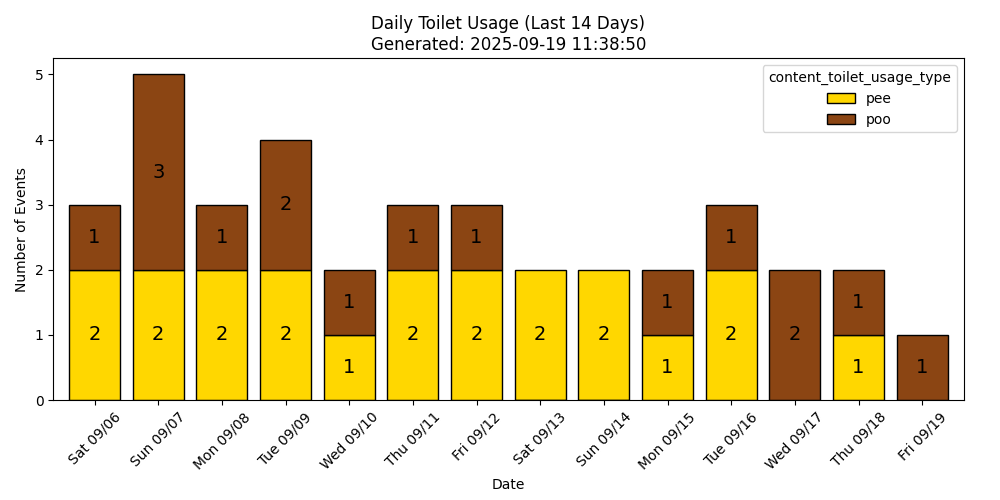 Daily Toilet Usage (Last 14 Days)
Generated: 2025-09-19 11:38:50
content_toilet_usage_type
pee
poo
Number of Events
5
4
3
2
1
0
1 3 1 2 1 1 1 1 1 2 1 1
2 2 2 2 1 2 2 2 2 1 2 1
Sat 09/06 Sun 09/07 Mon 09/08 Tue 09/09 Wed 09/10 Thu 09/11 Fri 09/12 Sat 09/13 Sun 09/14 Mon 09/15 Tue 09/16 Wed 09/17 Thu 09/18 Fri 09/19
Date